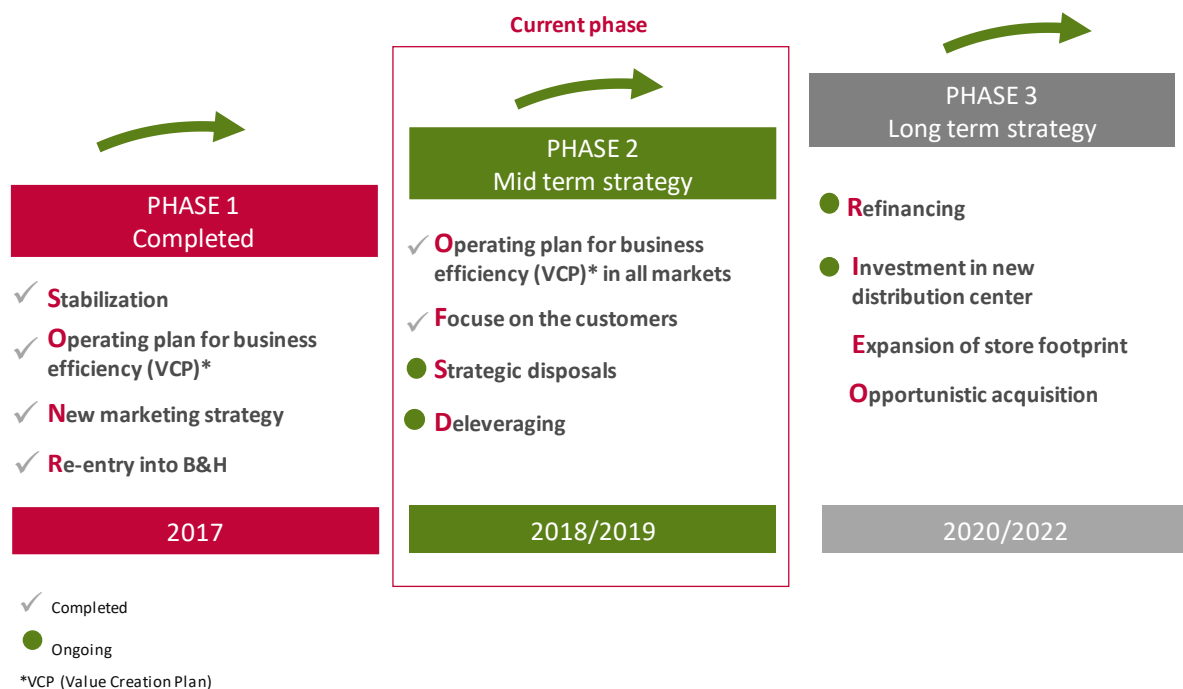 Current phase
PHASE 1
Completed
✓ Stabilization
✓ Operating plan for business
efficiency (VCP)*
✓ New marketing strategy
✓ Re-entry into B&H
2017
PHASE 2
Mid term strategy
✓ Operating plan for business
efficiency (VCP)* in all markets
✓ Focuse on the customers
● Strategic disposals
● Deleveraging
2018/2019
PHASE 3
Long term strategy
● Refinancing
● Investment in new
distribution center
Expansion of store footprint
Opportunistic acquisition
2020/2022
✓ Completed
● Ongoing
*VCP (Value Creation Plan)